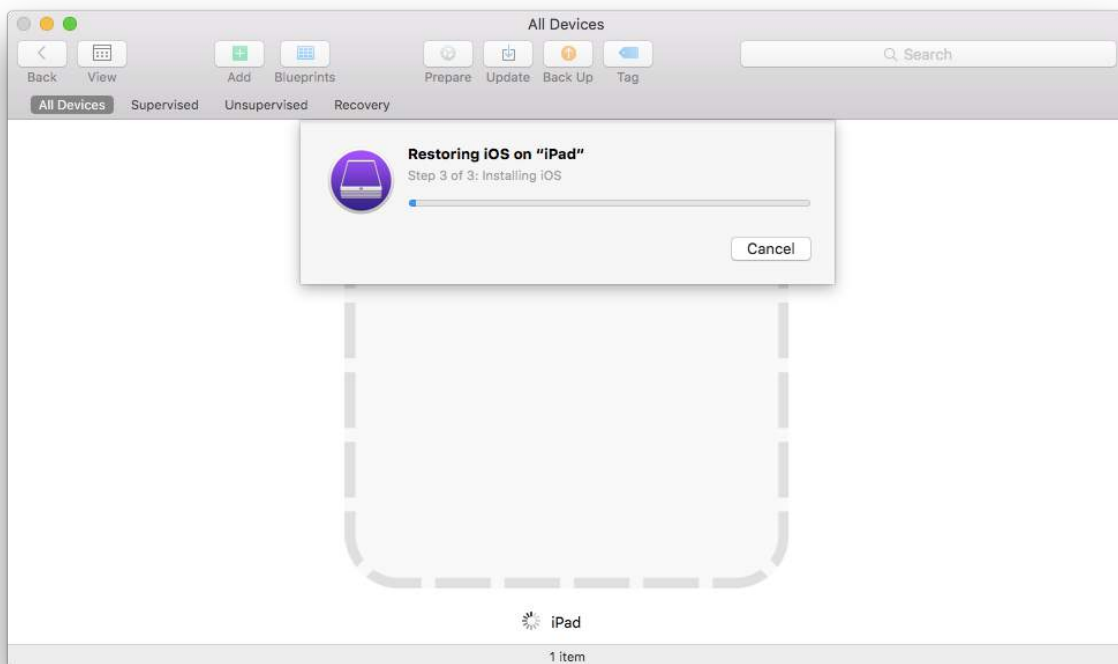 All Devices
Search
Back View Add Blueprints Prepare Update Back Up Tag
All Devices Supervised Unsupervised Recovery
Restoring iOS on “iPad”
Step 3 of 3: Installing iOS
Cancel
iPad
1 item